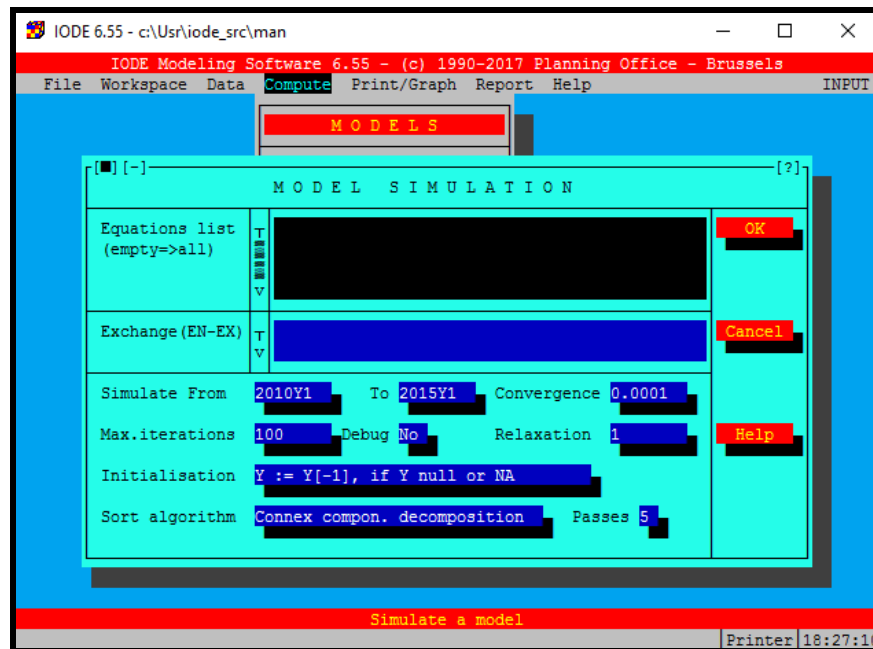 IODE 6.55 - c:\Usr\iode_src\man
IODE Modeling Software 6.55 - (c) 1990-2017 Planning Office - Brussels
File Workspace Data Compute Print/Graph Report Help INPUT
M O D E L S
[■][-] [?]
M O D E L S I M U L A T I O N
Equations list
(empty=>all)
OK
Exchange(EN-EX)
Cancel
Simulate From 2010Y1 To 2015Y1 Convergence 0.0001
Max.iterations 100 Debug No Relaxation 1
Help
Initialisation Y := Y[-1], if Y null or NA
Sort algorithm Connex compon. decomposition Passes 5
Simulate a model
Printer 18:27:1